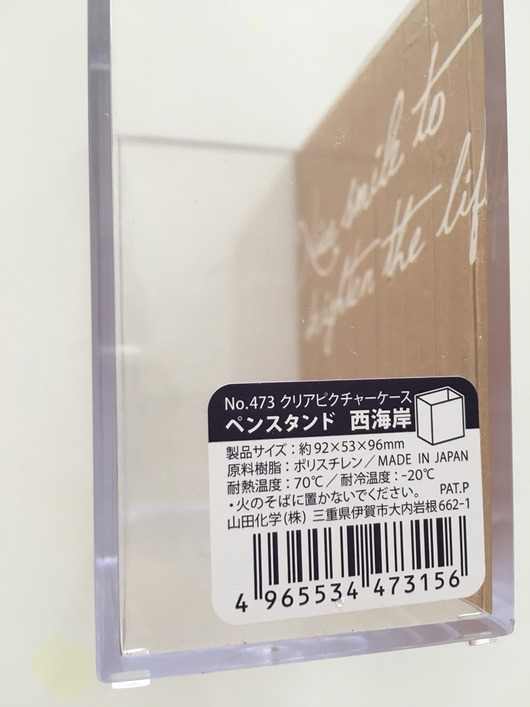 smile to
the
No.473 クリアピクチャーケース
ペンスタンド 西海岸
製品サイズ：約92×53×96mm
原料樹脂：ポリスチレン／MADE IN JAPAN
耐熱温度：70℃／耐冷温度：-20℃
・火のそばに置かないでください。 PAT.P
山田化学(株) 三重県伊賀市大内岩根662-1
4 965534 473156